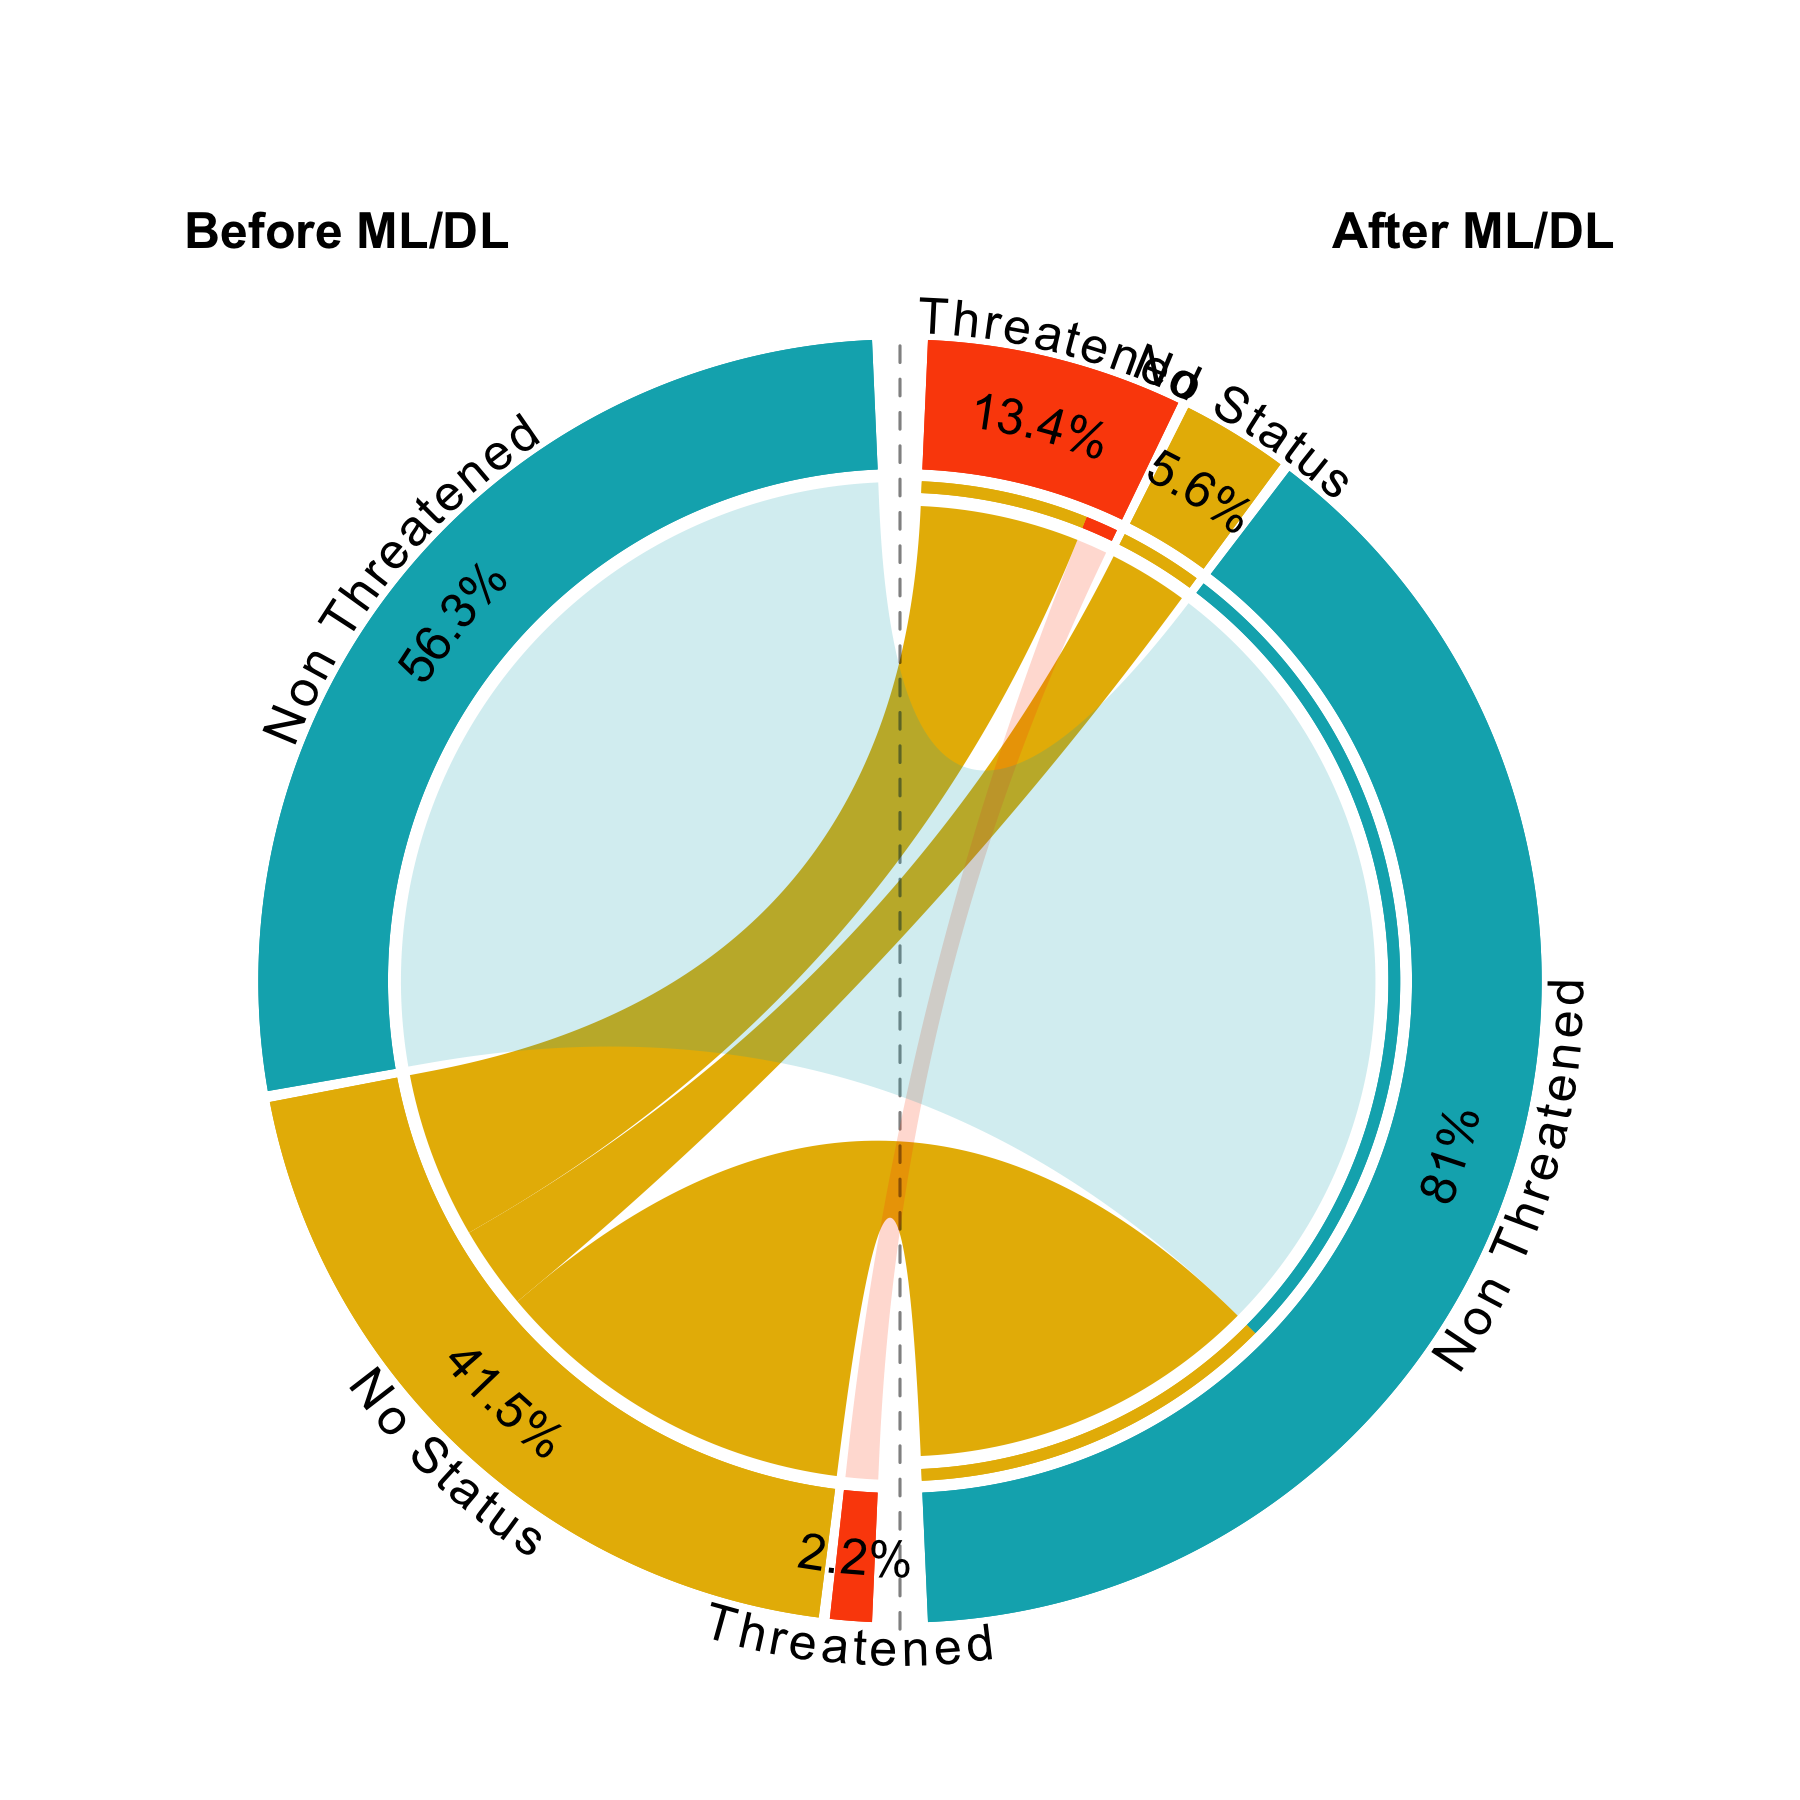 Before ML/DL
After ML/DL
Threatened
No Status
13.4%
5.6%
Non Threatened
56.3%
Non Threatened
81%
No Status
41.5%
2.2%
Threatened